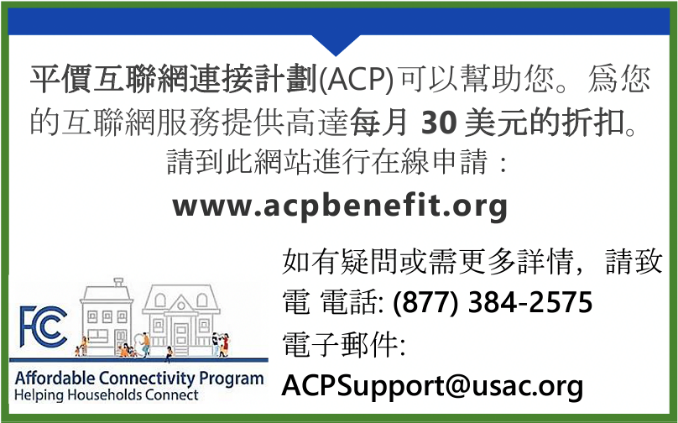 平價互聯網連接計劃(ACP)可以幫助您。爲您
的互聯網服務提供高達每月 30 美元的折扣。
請到此網站進行在線申請：
www.acpbenefit.org
如有疑問或需更多詳情，請致
電 電話: (877) 384-2575
電子郵件:
ACPSupport@usac.org
FCC
Affordable Connectivity Program
Helping Households Connect